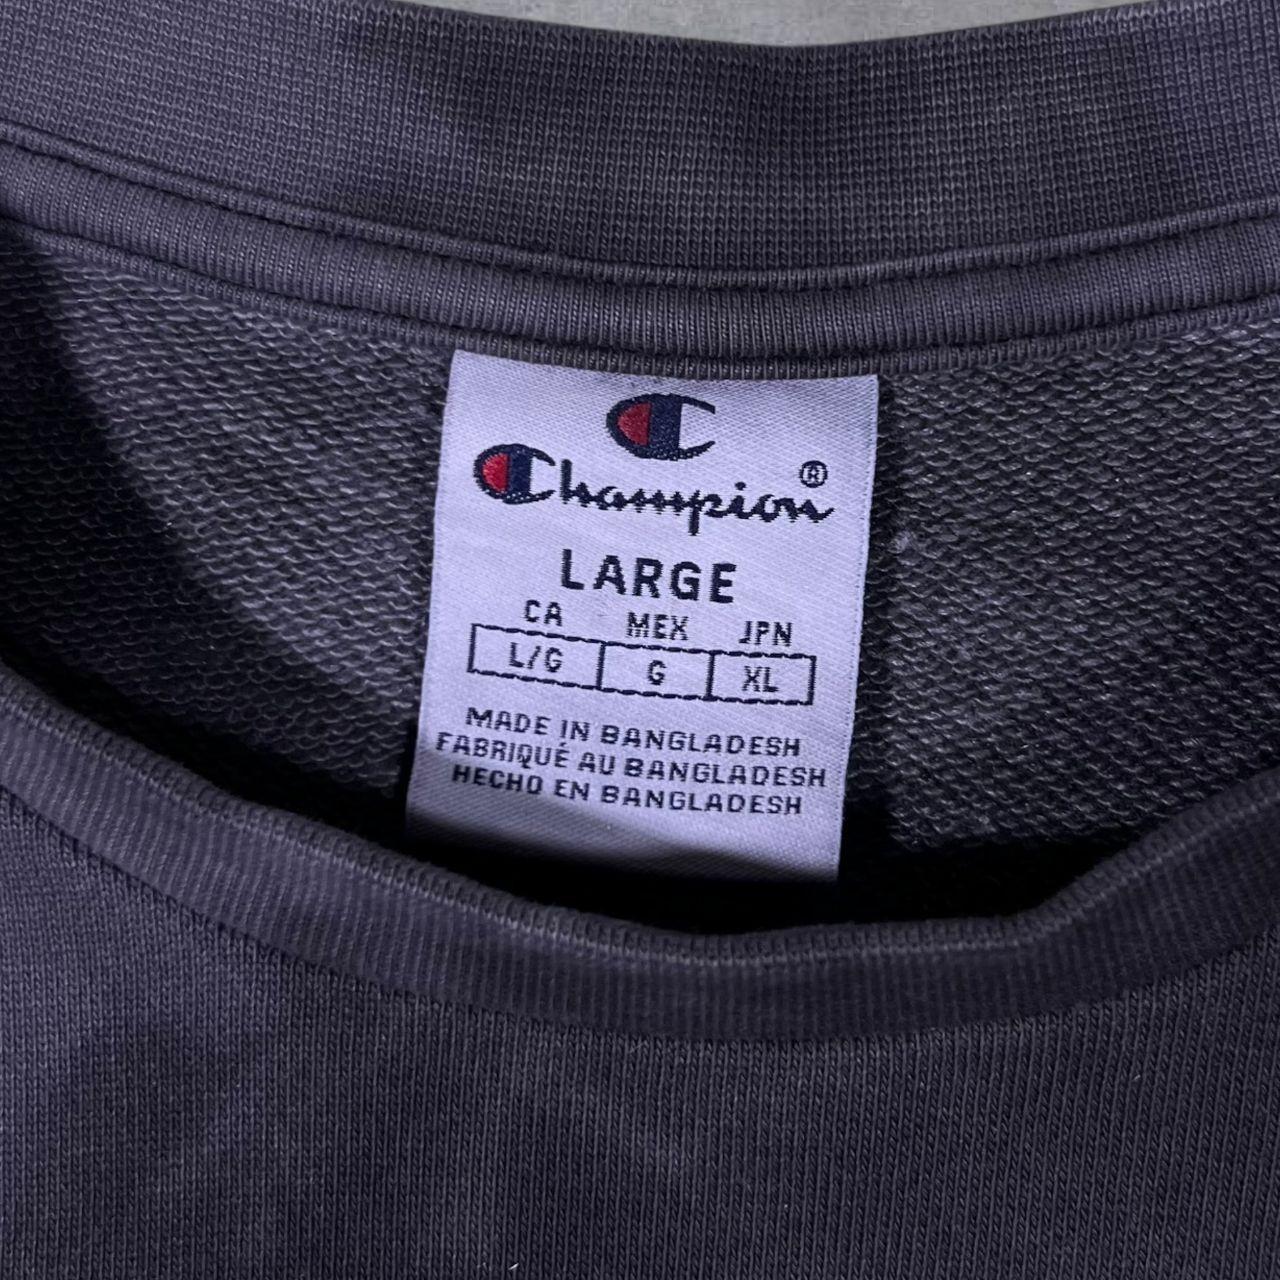 Champion®
LARGE
CA MEX JPN
L/G G XL
MADE IN BANGLADESH
FABRIQUÉ AU BANGLADESH
HECHO EN BANGLADESH